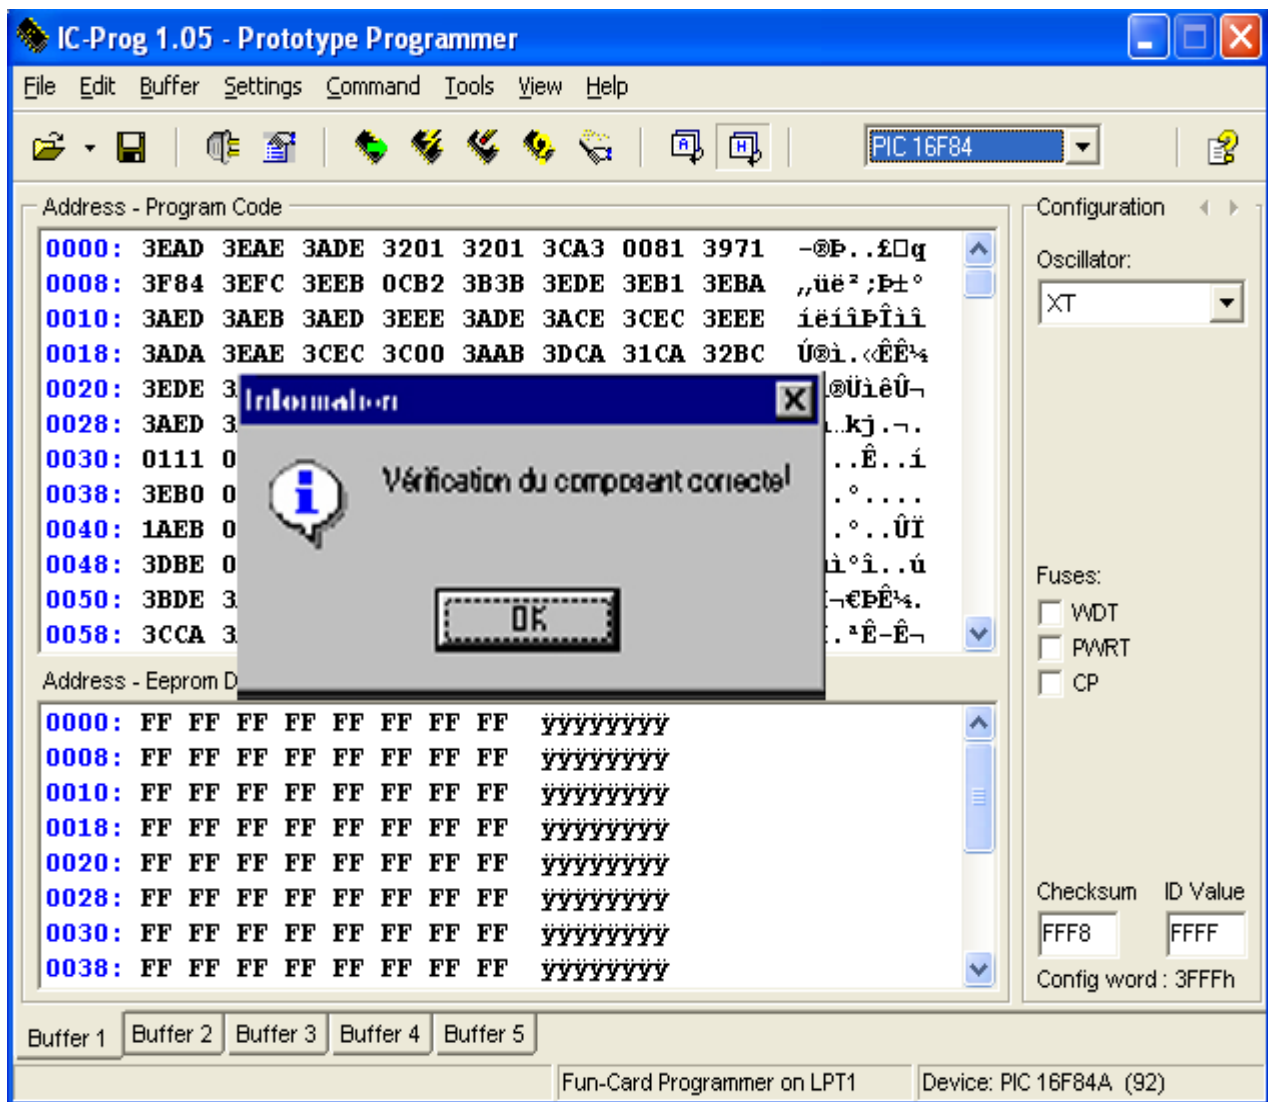 IC-Prog 1.05 - Prototype Programmer
File Edit Buffer Settings Command Tools View Help
PIC 16F84
Address - Program Code
0000: 3EAD 3EAE 3ADE 3201 3201 3CA3 0081 3971 -®Þ..£□q
0008: 3F84 3EFC 3EEB 0CB2 3B3B 3EDE 3EB1 3EBA „üë²;Þ±º
0010: 3AED 3AEB 3AED 3EEE 3ADE 3ACE 3CEC 3EEE íëíîÞÎìî
0018: 3ADA 3EAE 3CEC 3C00 3AAB 3DCA 31CA 32BC Ú®ì.«ÊÊ¼
0020: 3EDE ®ÜìêÛ¬
0028: 3AED kj.¬.
0030: 0111 ..Ê..í
0038: 3EB0 .°....
0040: 1AEB .°..ÛÏ
0048: 3DBE ì°î..ú
0050: 3BDE ¬€ÞÊ¼.
0058: 3CCA .ªÊ-Ê¬
Information
Vérification du composant correcte!
OK
Address - Eeprom D
0000: FF FF FF FF FF FF FF FF ÿÿÿÿÿÿÿÿ
0008: FF FF FF FF FF FF FF FF ÿÿÿÿÿÿÿÿ
0010: FF FF FF FF FF FF FF FF ÿÿÿÿÿÿÿÿ
0018: FF FF FF FF FF FF FF FF ÿÿÿÿÿÿÿÿ
0020: FF FF FF FF FF FF FF FF ÿÿÿÿÿÿÿÿ
0028: FF FF FF FF FF FF FF FF ÿÿÿÿÿÿÿÿ
0030: FF FF FF FF FF FF FF FF ÿÿÿÿÿÿÿÿ
0038: FF FF FF FF FF FF FF FF ÿÿÿÿÿÿÿÿ
Configuration
Oscillator:
XT
Fuses:
WDT
PWRT
CP
Checksum ID Value
FFF8 FFFF
Config word : 3FFFh
Buffer 1 Buffer 2 Buffer 3 Buffer 4 Buffer 5
Fun-Card Programmer on LPT1 Device: PIC 16F84A (92)